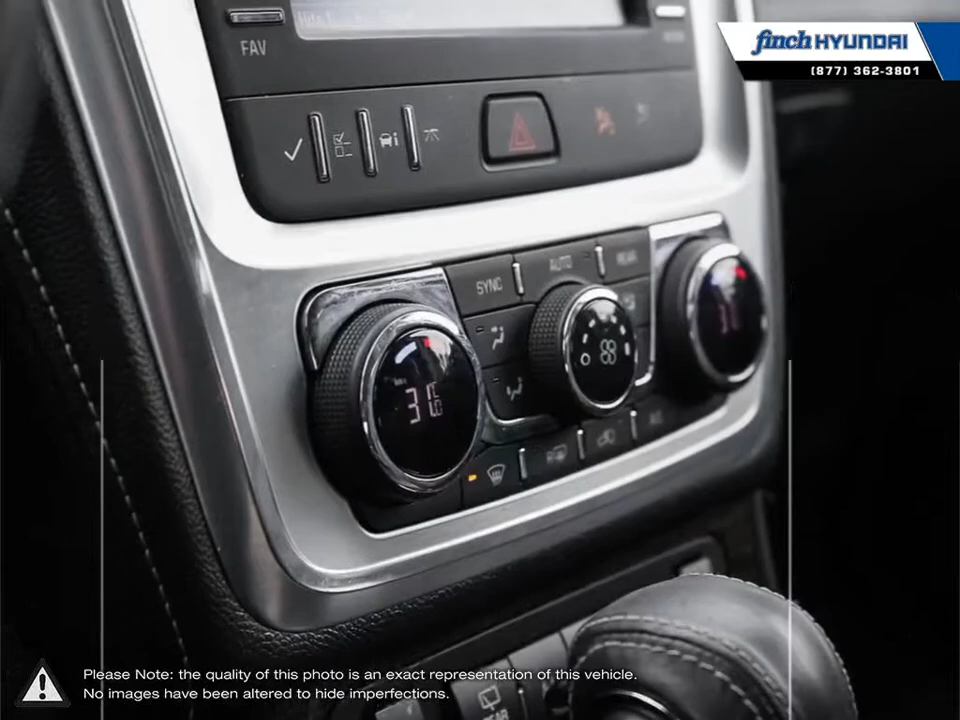 FAV
finch HYUNDAI
(877) 362-3801
SYNC
AUTO
REAR
31
Please Note: the quality of this photo is an exact representation of this vehicle.
No images have been altered to hide imperfections.